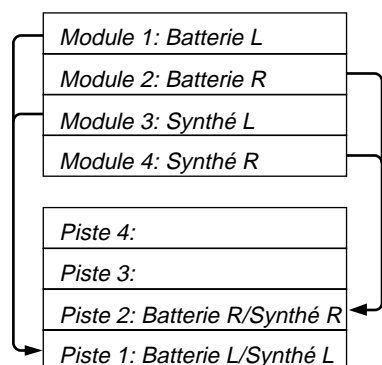 Module 1: Batterie L
Module 2: Batterie R
Module 3: Synthé L
Module 4: Synthé R
Piste 4:
Piste 3:
Piste 2: Batterie R/Synthé R
Piste 1: Batterie L/Synthé L